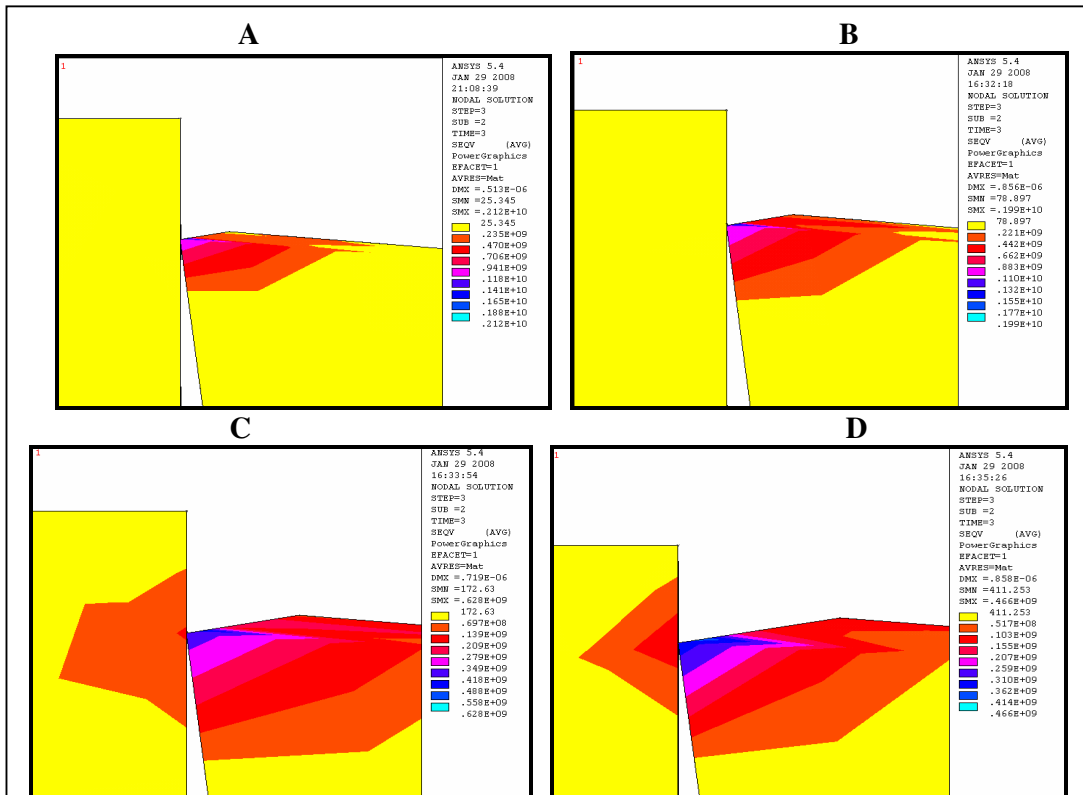 A
1
ANSYS 5.4
JAN 29 2008
21:08:39
NODAL SOLUTION
STEP=3
SUB =2
TIME=3
SEQV (AVG)
PowerGraphics
EFACET=1
AVRES=Mat
DMX =.513E-06
SMN =25.345
SMX =.212E+10
25.345
.235E+09
.470E+09
.706E+09
.941E+09
.118E+10
.141E+10
.165E+10
.188E+10
.212E+10
B
1
ANSYS 5.4
JAN 29 2008
16:32:18
NODAL SOLUTION
STEP=3
SUB =2
TIME=3
SEQV (AVG)
PowerGraphics
EFACET=1
AVRES=Mat
DMX =.856E-06
SMN =78.897
SMX =.199E+10
78.897
.221E+09
.442E+09
.662E+09
.883E+09
.110E+10
.132E+10
.155E+10
.177E+10
.199E+10
C
1
ANSYS 5.4
JAN 29 2008
16:33:54
NODAL SOLUTION
STEP=3
SUB =2
TIME=3
SEQV (AVG)
PowerGraphics
EFACET=1
AVRES=Mat
DMX =.719E-06
SMN =172.63
SMX =.628E+09
172.63
.697E+08
.139E+09
.209E+09
.279E+09
.349E+09
.418E+09
.488E+09
.558E+09
.628E+09
D
1
ANSYS 5.4
JAN 29 2008
16:35:26
NODAL SOLUTION
STEP=3
SUB =2
TIME=3
SEQV (AVG)
PowerGraphics
EFACET=1
AVRES=Mat
DMX =.858E-06
SMN =411.253
SMX =.466E+09
411.253
.517E+08
.103E+09
.155E+09
.207E+09
.259E+09
.310E+09
.362E+09
.414E+09
.466E+09